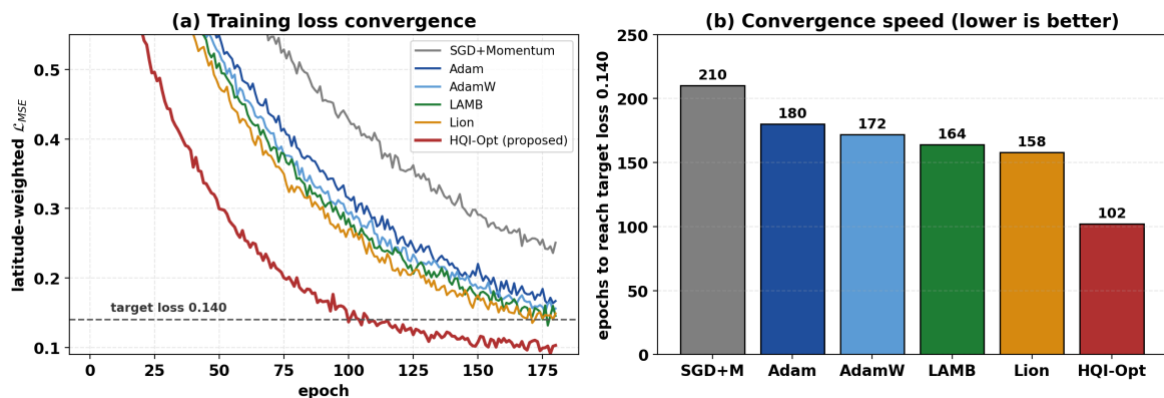 (a) Training loss convergence
latitude-weighted ℒMSE
0.5
0.4
0.3
0.2
0.1
SGD+Momentum
Adam
AdamW
LAMB
Lion
HQI-Opt (proposed)
target loss 0.140
0 25 50 75 100 125 150 175
epoch
(b) Convergence speed (lower is better)
epochs to reach target loss 0.140
250
200
150
100
50
0
210
180
172
164
158
102
SGD+M Adam AdamW LAMB Lion HQI-Opt